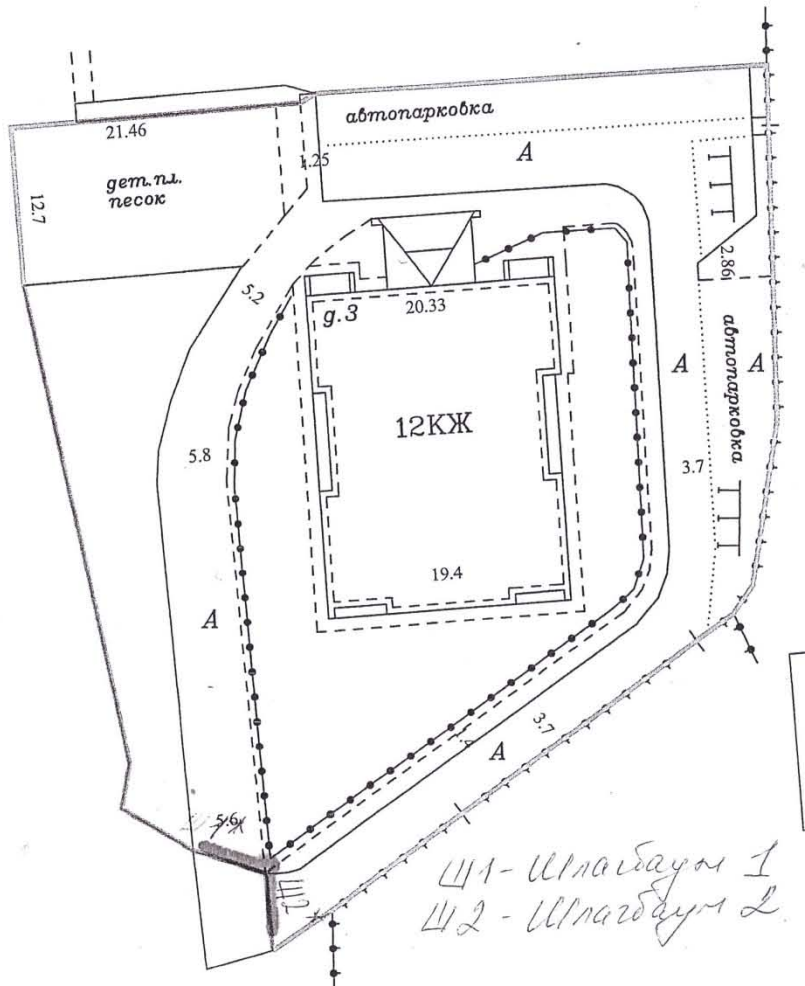 автопарковка
21.46
А
1.25
дет.пл.
песок
12.7
2.86
5.2
д.3
20.33
А
автопарковка
А
12КЖ
5.8
3.7
19.4
А
3.7
А
5.6
Ш2
Ш1 - Шлагбаум 1
Ш2 - Шлагбаум 2